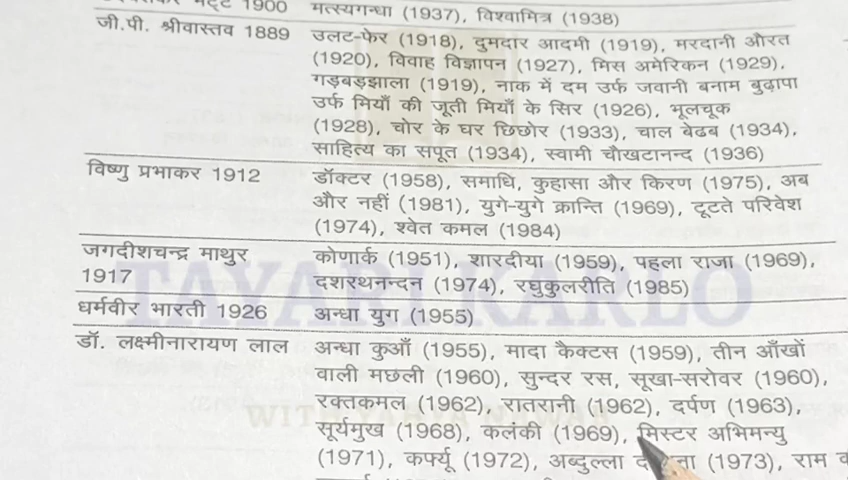 भट्ट 1900 मत्स्यगन्धा (1937), विश्वामित्र (1938)
जी.पी. श्रीवास्तव 1889 उलट-फेर (1918), दुमदार आदमी (1919), मरदानी औरत
(1920), विवाह विज्ञापन (1927), मिस अमेरिकन (1929),
गड़बड़झाला (1919), नाक में दम उर्फ जवानी बनाम बुढ़ापा
उर्फ मियाँ की जूती मियाँ के सिर (1926), भूलचूक
(1928), चोर के घर छिछोर (1933), चाल बेढब (1934),
साहित्य का सपूत (1934), स्वामी चौखटानन्द (1936)
विष्णु प्रभाकर 1912 डॉक्टर (1958), समाधि, कुहासा और किरण (1975), अब
और नहीं (1981), युगे-युगे क्रान्ति (1969), टूटते परिवेश
(1974), श्वेत कमल (1984)
जगदीशचन्द्र माथुर कोणार्क (1951), शारदीया (1959), पहला राजा (1969),
1917 दशरथनन्दन (1974), रघुकुलरीति (1985)
TAYARI KARLO
धर्मवीर भारती 1926 अन्धा युग (1955)
डॉ. लक्ष्मीनारायण लाल अन्धा कुआँ (1955), मादा कैक्टस (1959), तीन आँखों
वाली मछली (1960), सुन्दर रस, सूखा-सरोवर (1960),
रक्तकमल (1962), रातरानी (1962), दर्पण (1963),
WITH
सूर्यमुख (1968), कलंकी (1969), मिस्टर अभिमन्यु
(1971), कर्फ्यू (1972), अब्दुल्ला (1973), राम